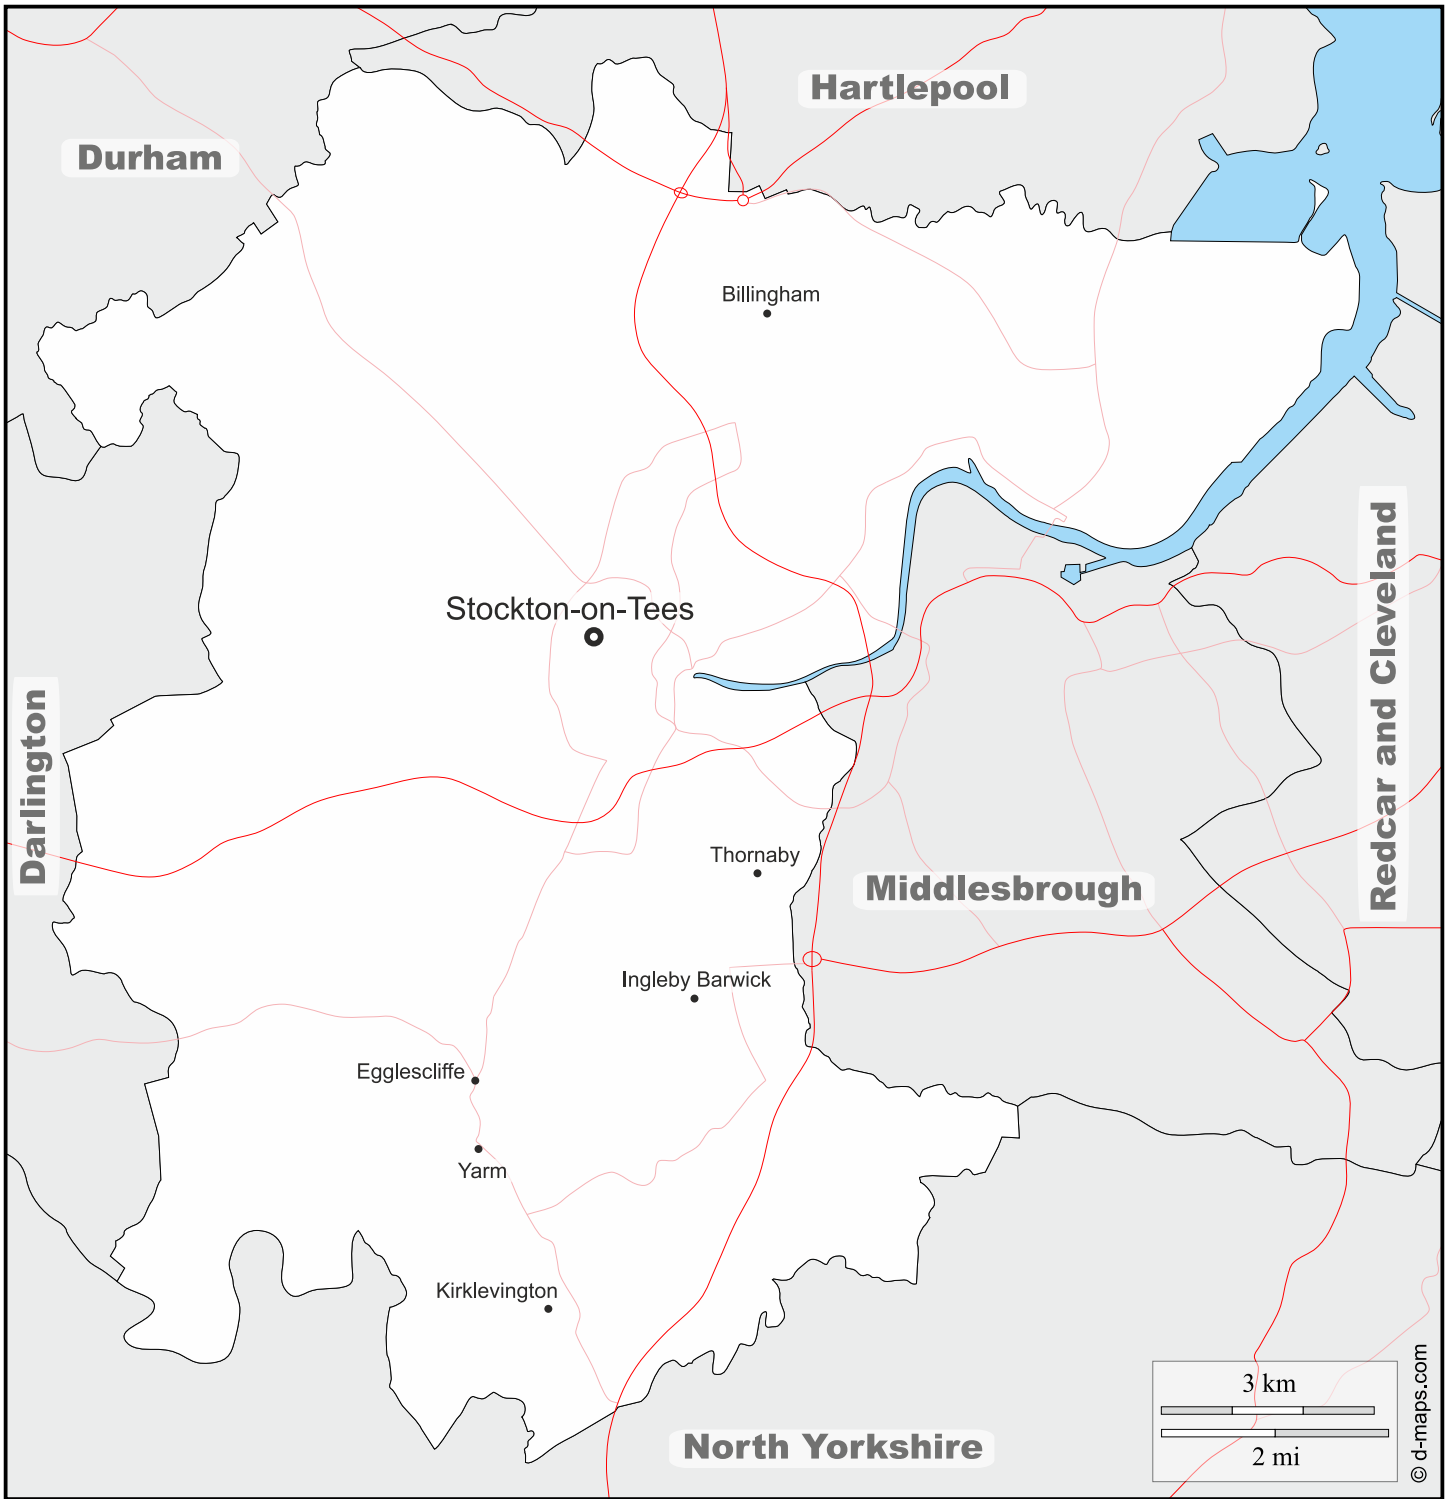 Hartlepool
Durham
Billingham
Stockton-on-Tees
Redcar and Cleveland
Darlington
Thornaby
Middlesbrough
Ingleby Barwick
Egglescliffe
Yarm
Kirklevington
North Yorkshire
3 km
2 mi
© d-maps.com